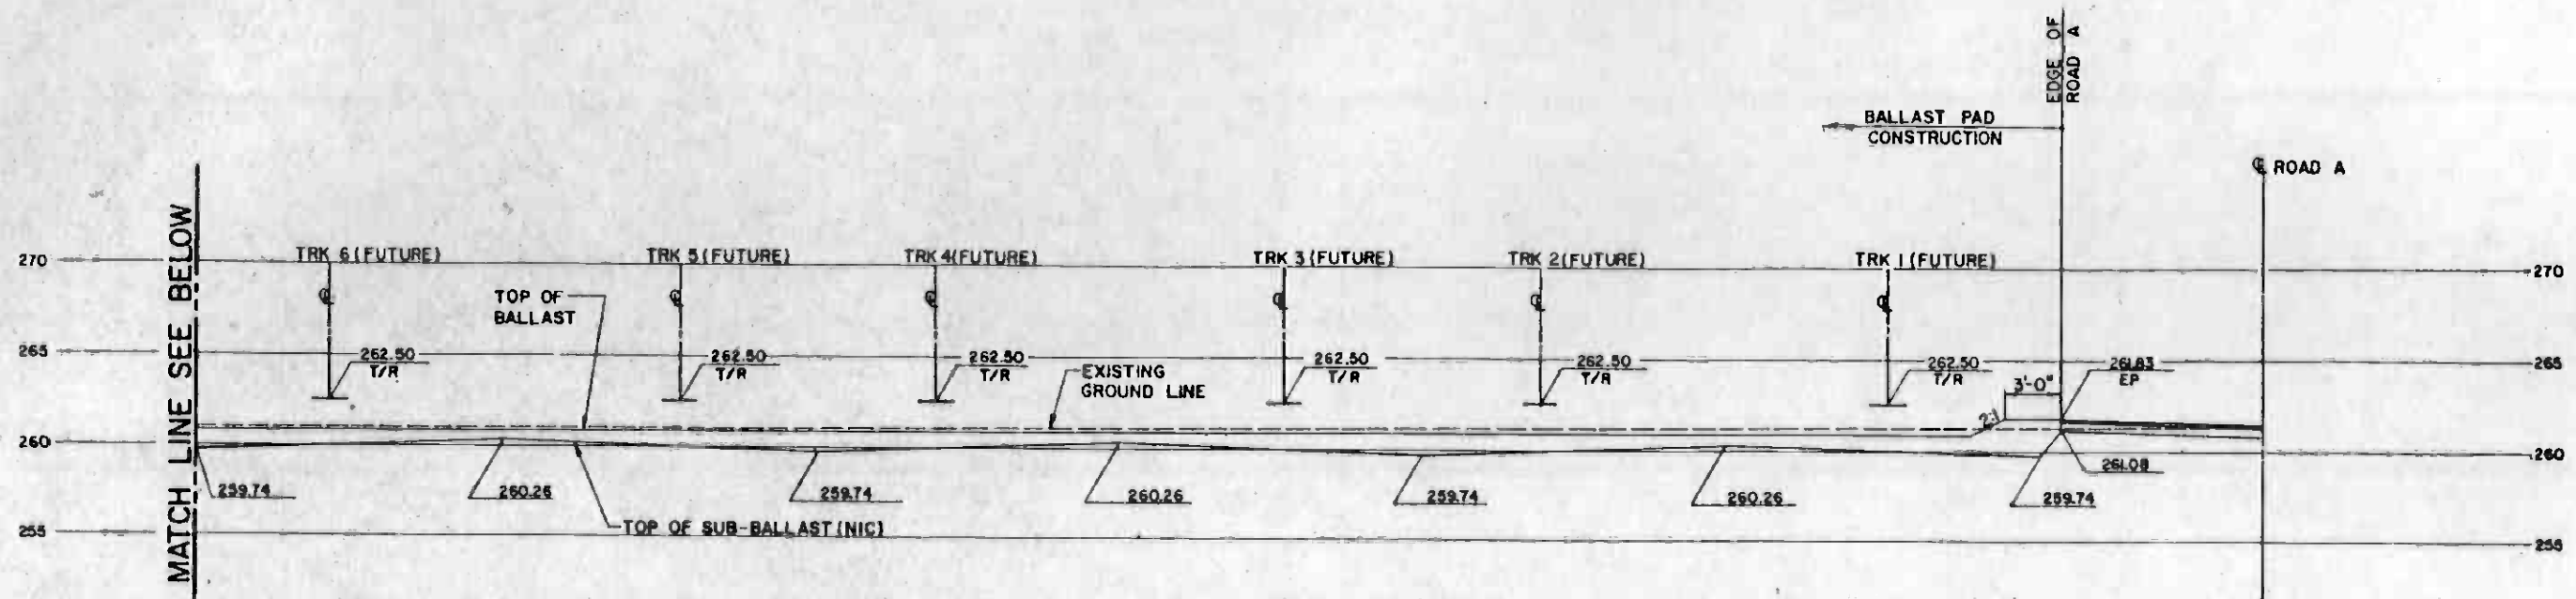 EDGE OF
ROAD A
BALLAST PAD
CONSTRUCTION
℄ ROAD A
MATCH LINE SEE BELOW
270
TRK 6 (FUTURE)
TRK 5 (FUTURE)
TRK 4 (FUTURE)
TRK 3 (FUTURE)
TRK 2 (FUTURE)
TRK 1 (FUTURE)
270
℄
℄
℄
℄
℄
℄
TOP OF
BALLAST
265
262.50
T/R
262.50
T/R
262.50
T/R
262.50
T/R
262.50
T/R
262.50
T/R
261.83
EP
265
EXISTING
GROUND LINE
3'-0"
2:1
260
260
259.74
260.26
259.74
260.26
259.74
260.26
259.74
261.08
TOP OF SUB-BALLAST (NIC)
255
255